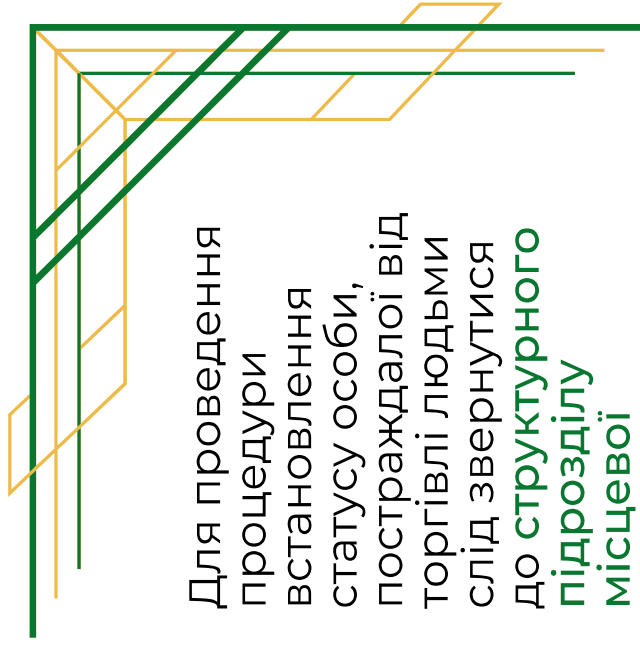 Для проведення
процедури
встановлення
статусу особи,
постраждалої від
торгівлі людьми
слід звернутися
до структурного
підрозділу
місцевої